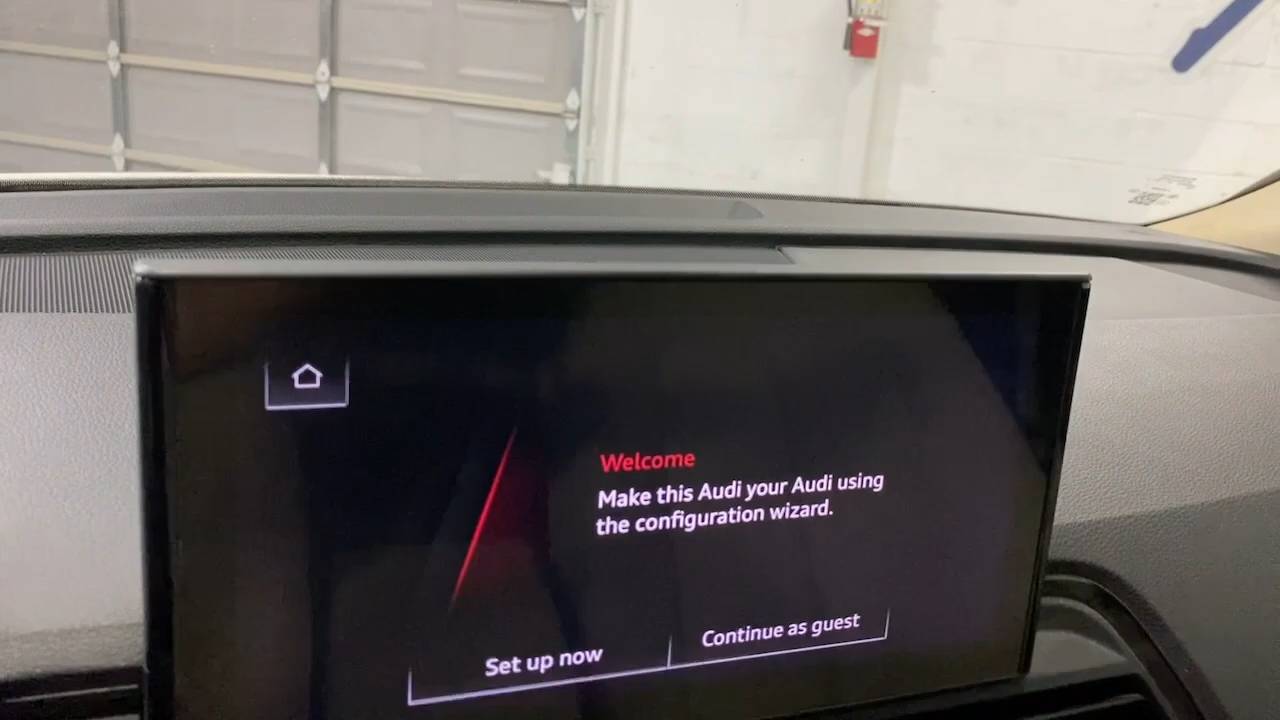 Welcome
Make this Audi your Audi using
the configuration wizard.
Set up now
Continue as guest